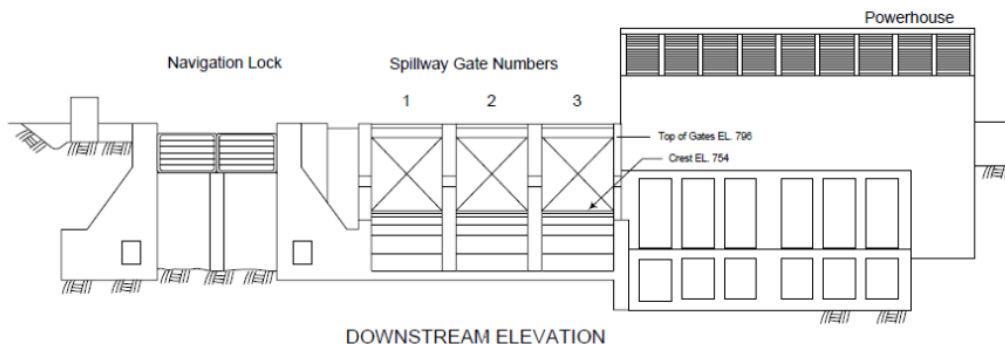 Powerhouse
Navigation Lock
Spillway Gate Numbers
1 2 3
Top of Gates EL. 796
Crest EL. 754
DOWNSTREAM ELEVATION